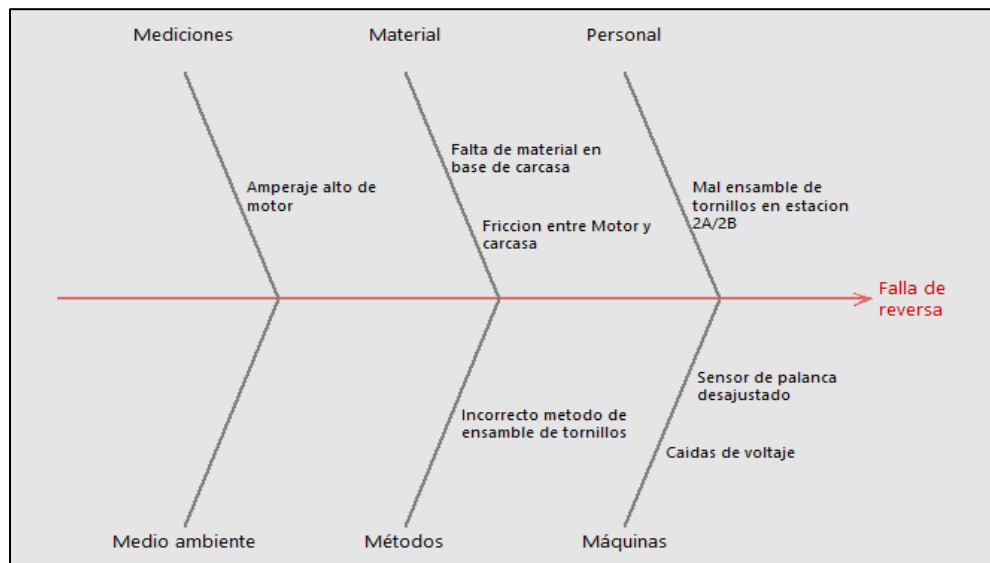 Mediciones
Material
Personal
Falta de material en
base de carcasa
Amperaje alto de
motor
Mal ensamble de
tornillos en estacion
2A/2B
Friccion entre Motor y
carcasa
Falla de
reversa
Sensor de palanca
desajustado
Incorrecto metodo de
ensamble de tornillos
Caidas de voltaje
Medio ambiente
Métodos
Máquinas